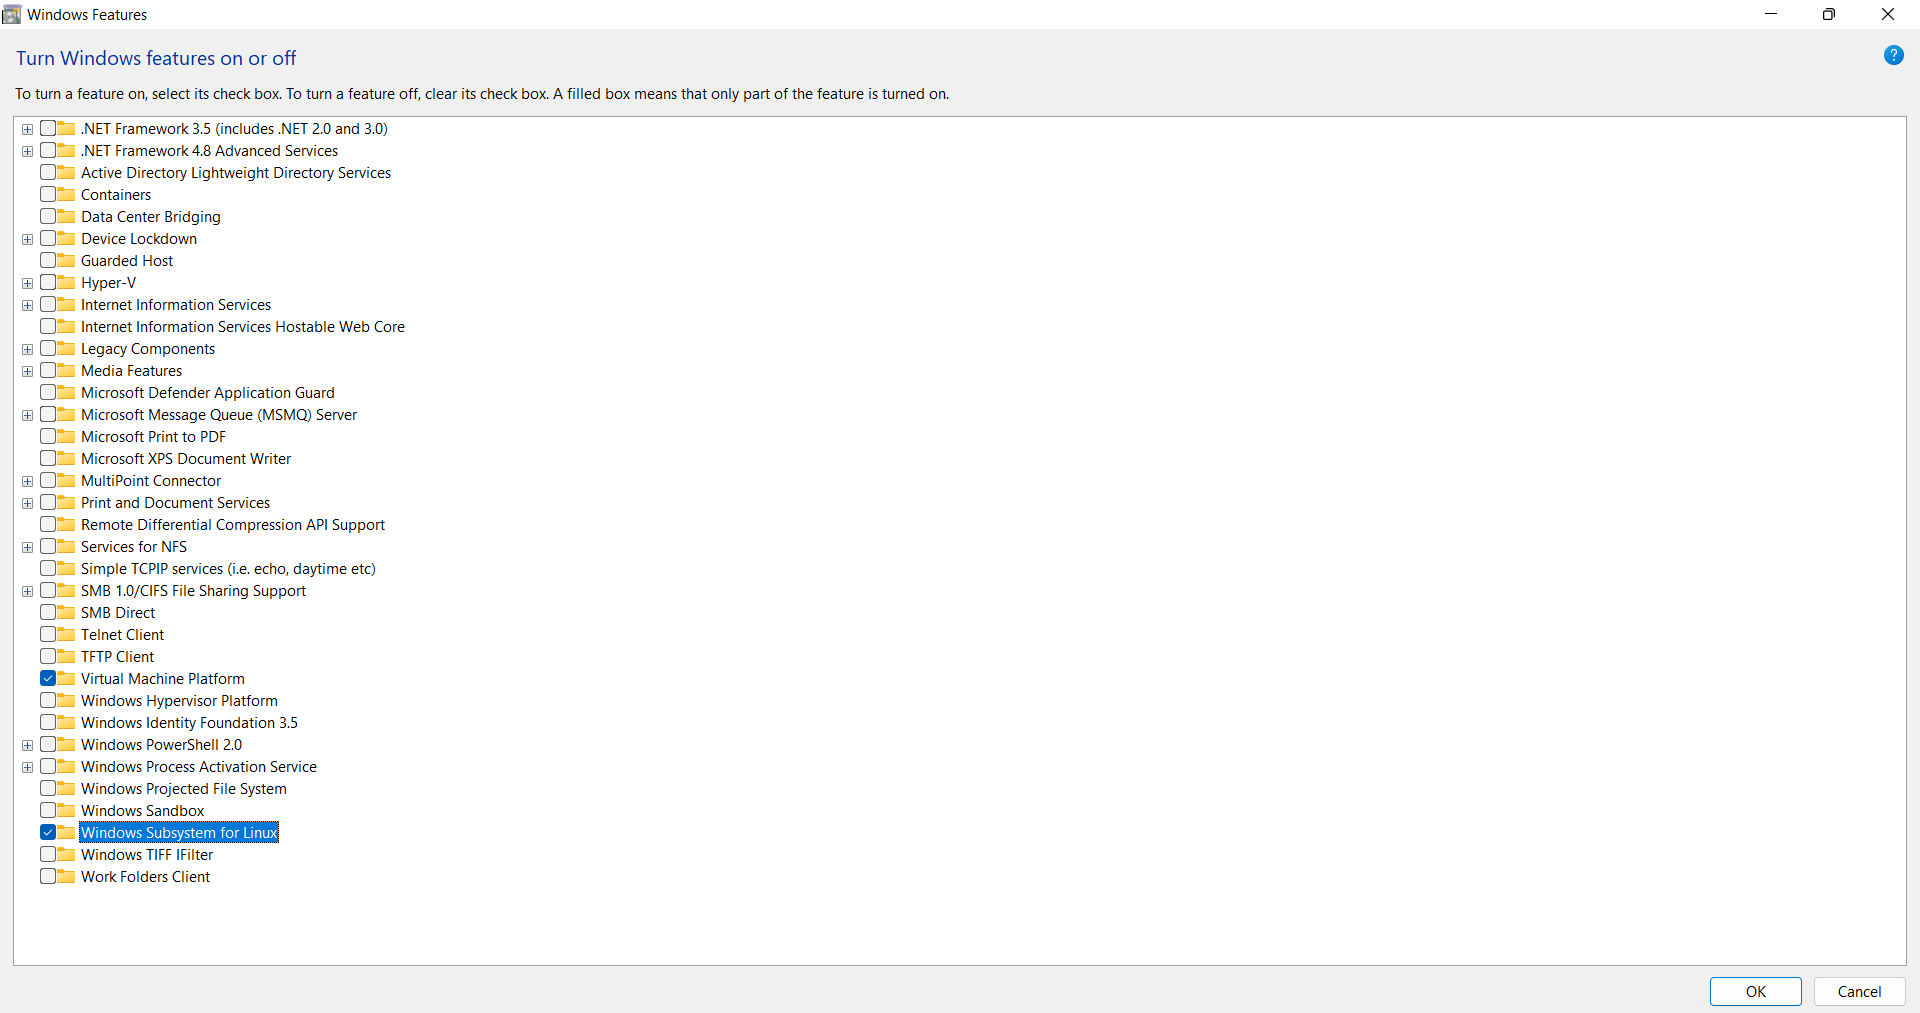 Windows Features
Turn Windows features on or off
To turn a feature on, select its check box. To turn a feature off, clear its check box. A filled box means that only part of the feature is turned on.
.NET Framework 3.5 (includes .NET 2.0 and 3.0)
.NET Framework 4.8 Advanced Services
Active Directory Lightweight Directory Services
Containers
Data Center Bridging
Device Lockdown
Guarded Host
Hyper-V
Internet Information Services
Internet Information Services Hostable Web Core
Legacy Components
Media Features
Microsoft Defender Application Guard
Microsoft Message Queue (MSMQ) Server
Microsoft Print to PDF
Microsoft XPS Document Writer
MultiPoint Connector
Print and Document Services
Remote Differential Compression API Support
Services for NFS
Simple TCPIP services (i.e. echo, daytime etc)
SMB 1.0/CIFS File Sharing Support
SMB Direct
Telnet Client
TFTP Client
Virtual Machine Platform
Windows Hypervisor Platform
Windows Identity Foundation 3.5
Windows PowerShell 2.0
Windows Process Activation Service
Windows Projected File System
Windows Sandbox
Windows Subsystem for Linux
Windows TIFF IFilter
Work Folders Client
OK
Cancel